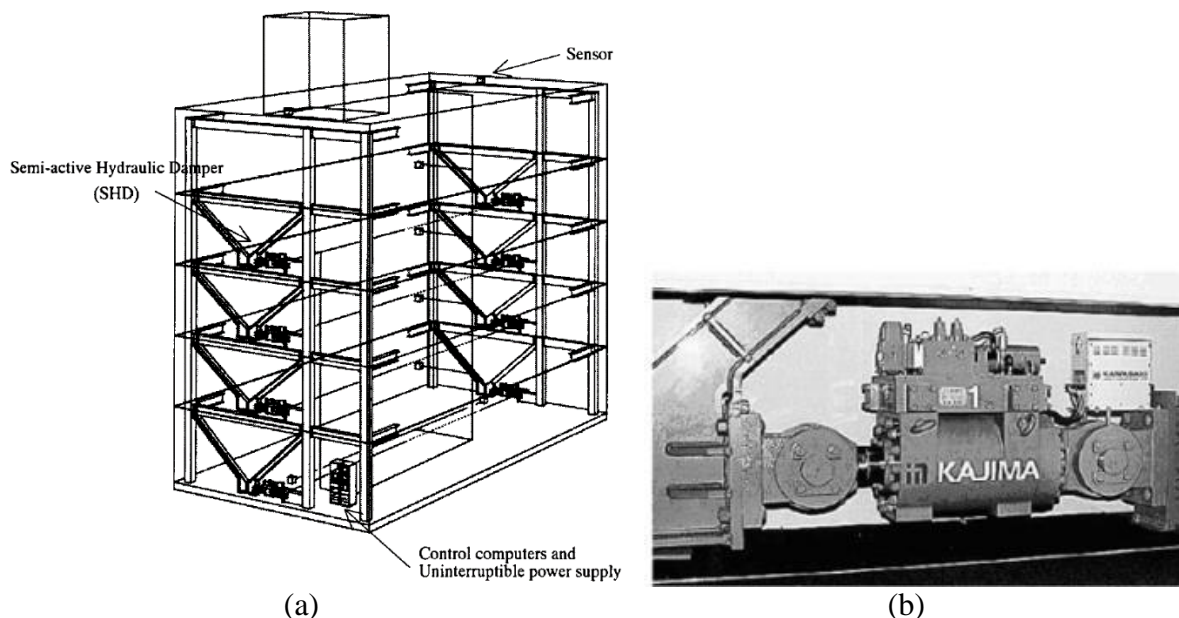 Sensor
Semi-active Hydraulic Damper
(SHD)
Control computers and
Uninterruptible power supply
1
KAJIMA
(a)
(b)